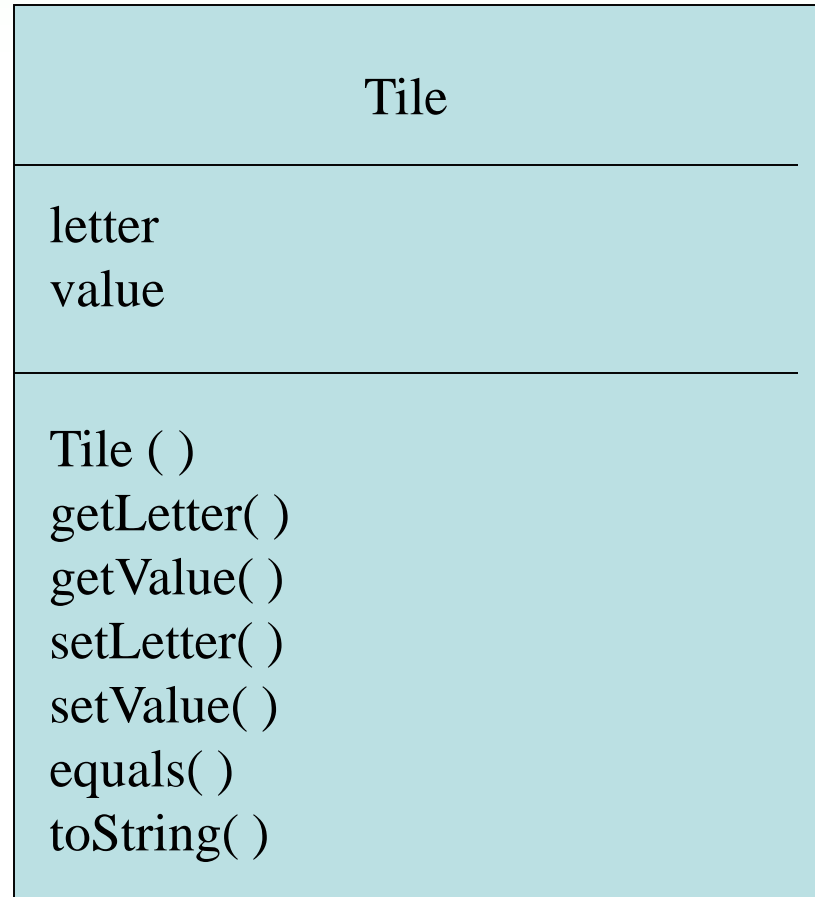 Tile
letter
value
Tile ( )
getLetter( )
getValue( )
setLetter( )
setValue( )
equals( )
toString( )